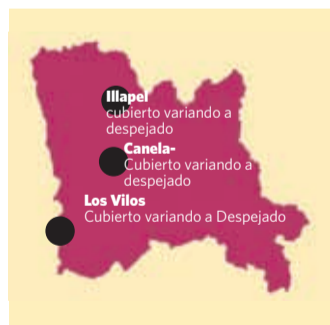 Illapel
cubierto variando a
despejado
Canela-
Cubierto variando a
despejado
Los Vilos
Cubierto variando a Despejado